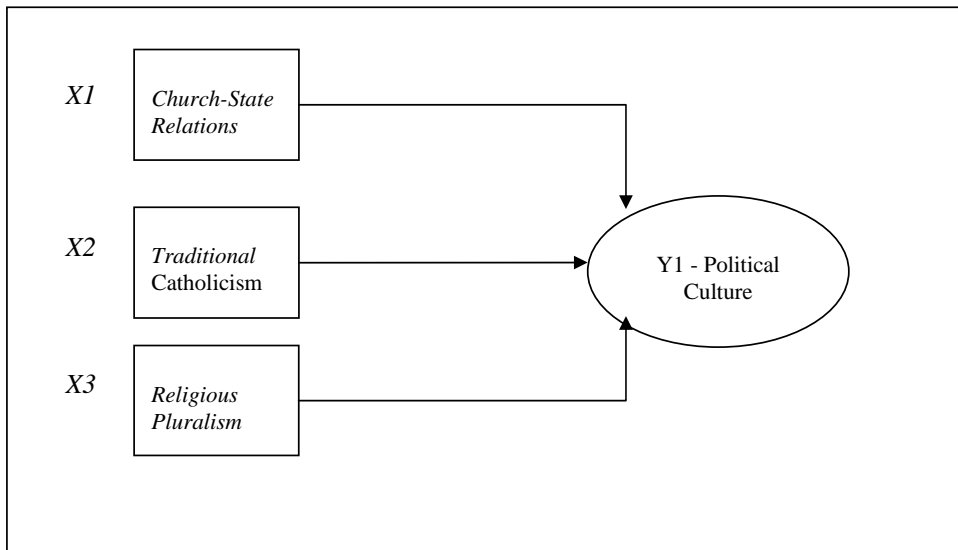 X1
Church-State
Relations
X2
Traditional
Catholicism
Y1 - Political
Culture
X3
Religious
Pluralism